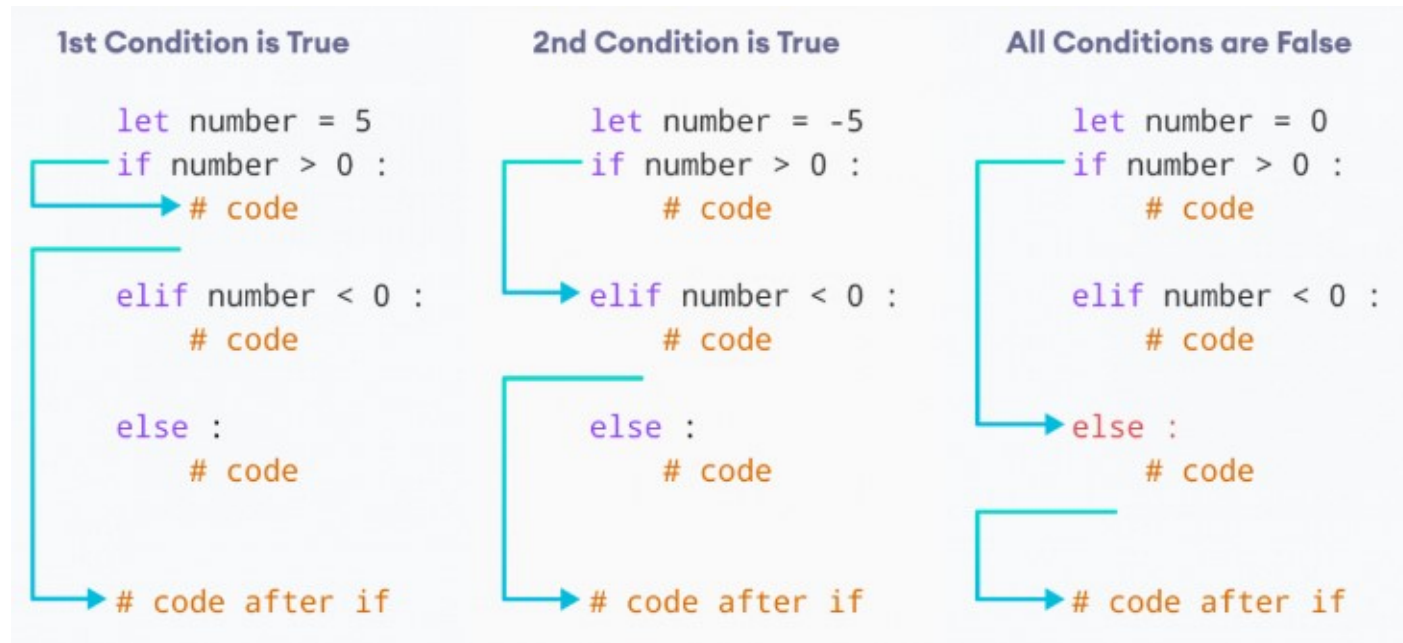 1st Condition is True
let number = 5
if number > 0 :
# code
elif number < 0 :
# code
else :
# code
# code after if
2nd Condition is True
let number = -5
if number > 0 :
# code
elif number < 0 :
# code
else :
# code
# code after if
All Conditions are False
let number = 0
if number > 0 :
# code
elif number < 0 :
# code
else :
# code
# code after if